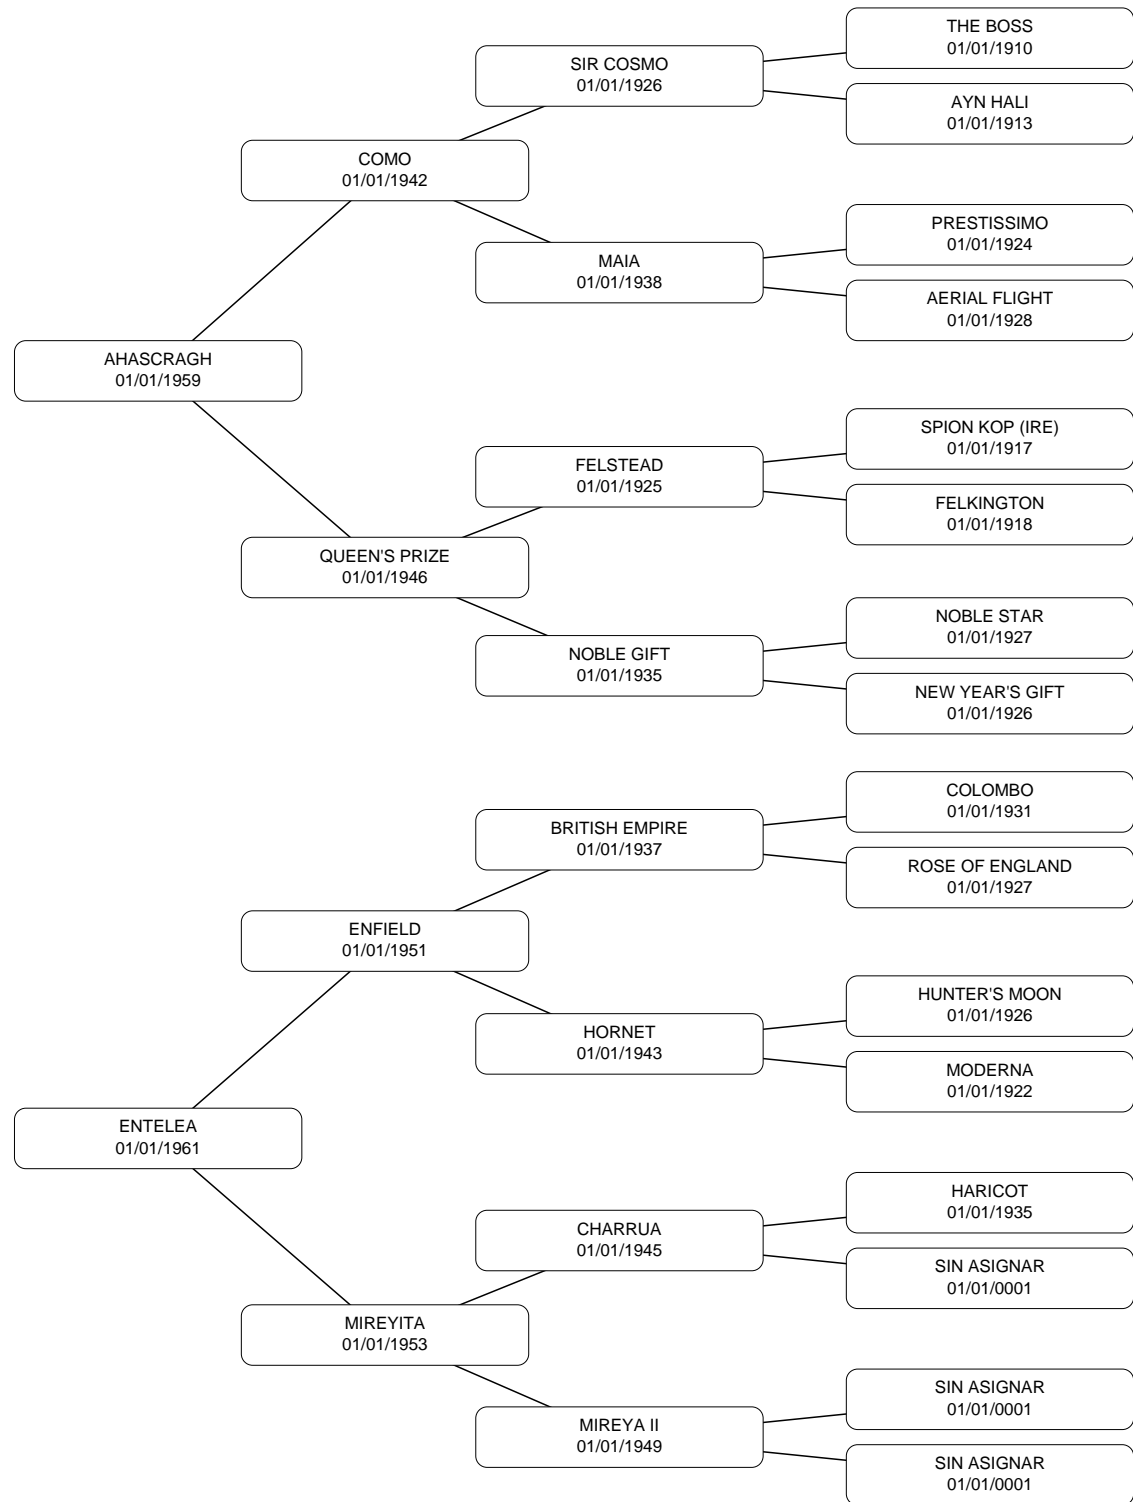 THE BOSS
01/01/1910
SIR COSMO
01/01/1926
AYN HALI
01/01/1913
COMO
01/01/1942
PRESTISSIMO
01/01/1924
MAIA
01/01/1938
AERIAL FLIGHT
01/01/1928
AHASCRAGH
01/01/1959
SPION KOP (IRE)
01/01/1917
FELSTEAD
01/01/1925
FELKINGTON
01/01/1918
QUEEN'S PRIZE
01/01/1946
NOBLE STAR
01/01/1927
NOBLE GIFT
01/01/1935
NEW YEAR'S GIFT
01/01/1926
COLOMBO
01/01/1931
BRITISH EMPIRE
01/01/1937
ROSE OF ENGLAND
01/01/1927
ENFIELD
01/01/1951
HUNTER'S MOON
01/01/1926
HORNET
01/01/1943
MODERNA
01/01/1922
ENTELEA
01/01/1961
HARICOT
01/01/1935
CHARRUA
01/01/1945
SIN ASIGNAR
01/01/0001
MIREYITA
01/01/1953
SIN ASIGNAR
01/01/0001
MIREYA II
01/01/1949
SIN ASIGNAR
01/01/0001